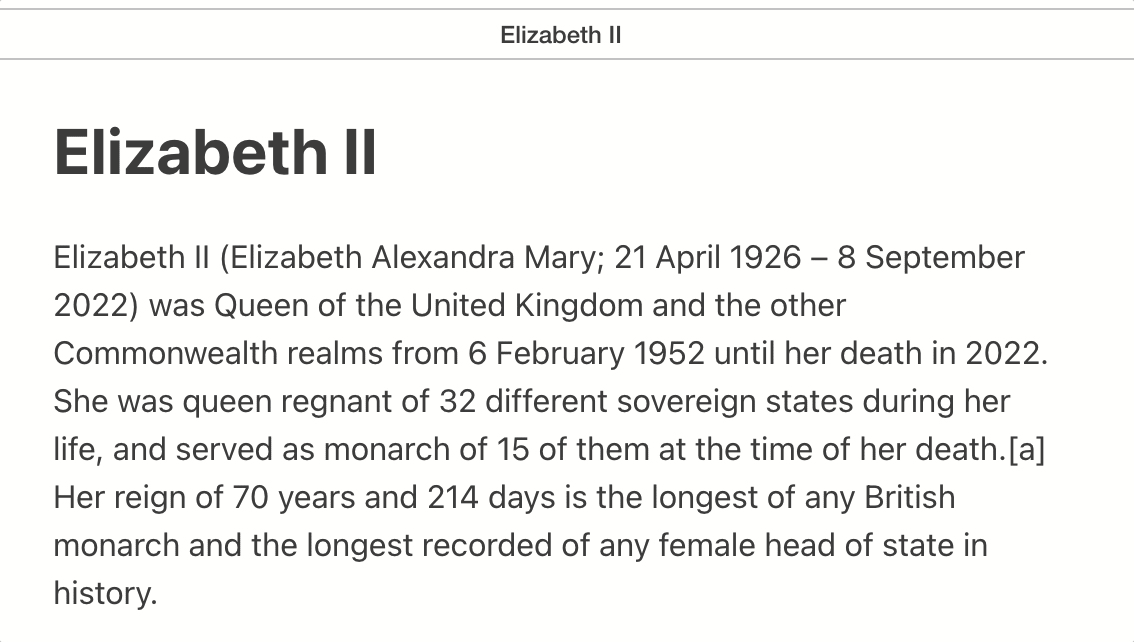 Elizabeth II
Elizabeth II
Elizabeth II (Elizabeth Alexandra Mary; 21 April 1926 – 8 September
2022) was Queen of the United Kingdom and the other
Commonwealth realms from 6 February 1952 until her death in 2022.
She was queen regnant of 32 different sovereign states during her
life, and served as monarch of 15 of them at the time of her death.[a]
Her reign of 70 years and 214 days is the longest of any British
monarch and the longest recorded of any female head of state in
history.